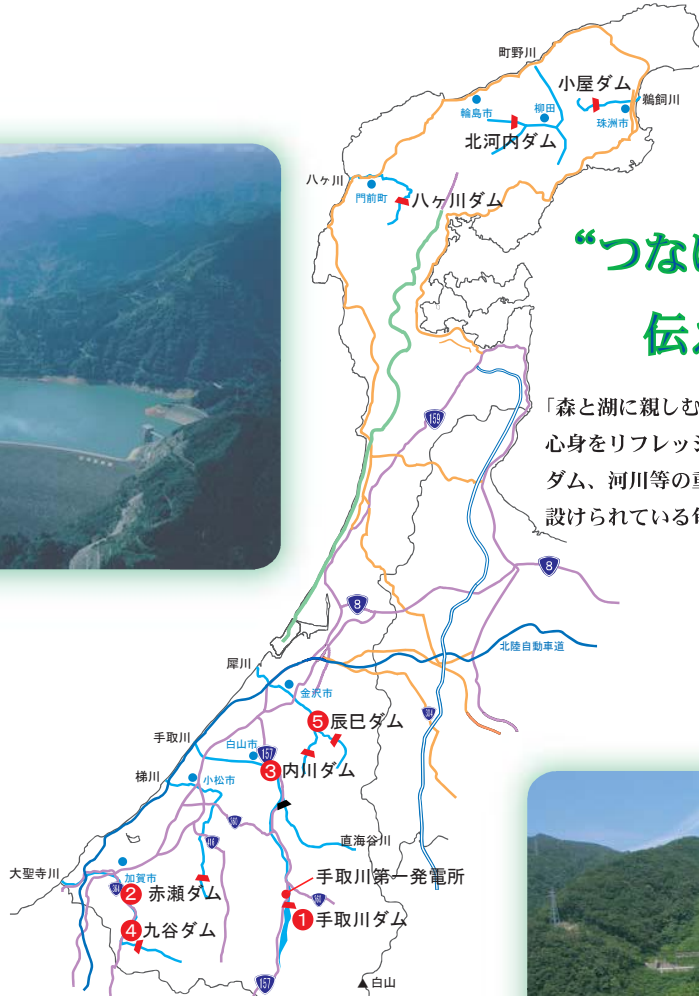 町野川
小屋ダム
鵜飼川
輪島市
柳田
珠洲市
北河内ダム
八ヶ川
門前町
八ヶ川ダム
“つな
伝
「森と湖に親しむ
心身をリフレッシ
ダム、河川等の
設けられている
159
8
8
北陸自動車道
犀川
金沢市
304
⑤辰巳ダム
手取川
白山市
157
③内川ダム
梯川
小松市
360
416
直海谷川
大聖寺川
加賀市
364
②赤瀬ダム
手取川第一発電所
360
①手取川ダム
④九谷ダム
157
▲白山